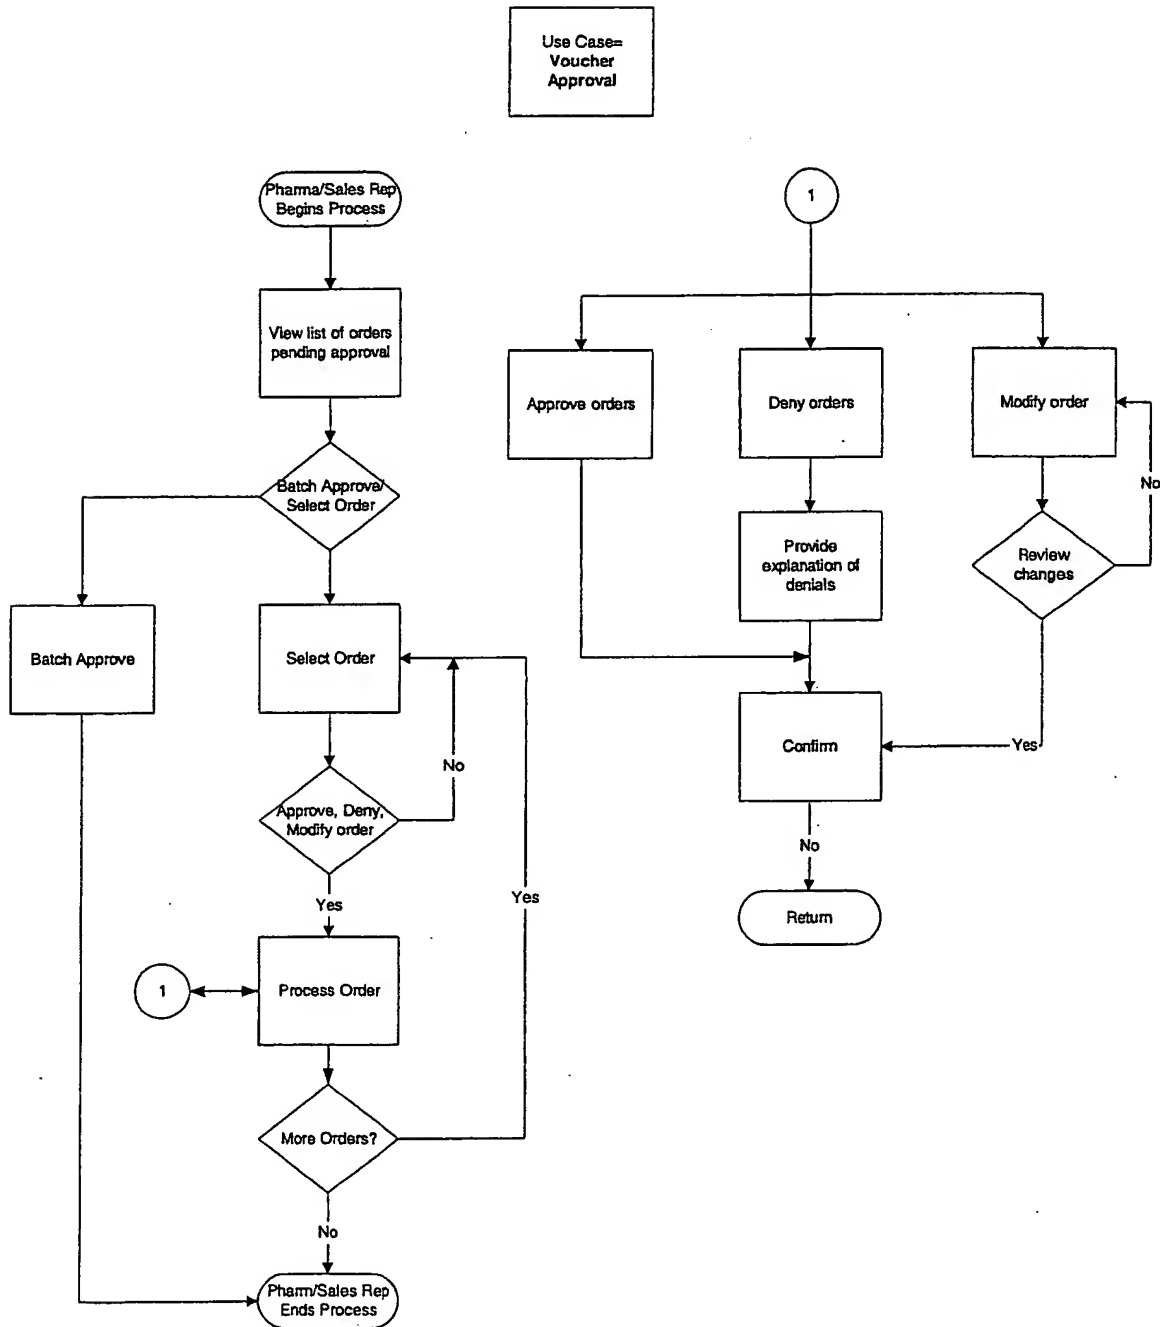 Use Case=
Voucher
Approval
Pharma/Sales Rep
Begins Process
View list of orders
pending approval
Batch Approve/
Select Order
Batch Approve
Select Order
No
Approve, Deny,
Modify order
Yes
Yes
1
Process Order
More Orders?
No
Pharm/Sales Rep
Ends Process
1
Approve orders
Deny orders
Modify order
No
Provide
explanation of
denials
Review
changes
Confirm
Yes
No
Return